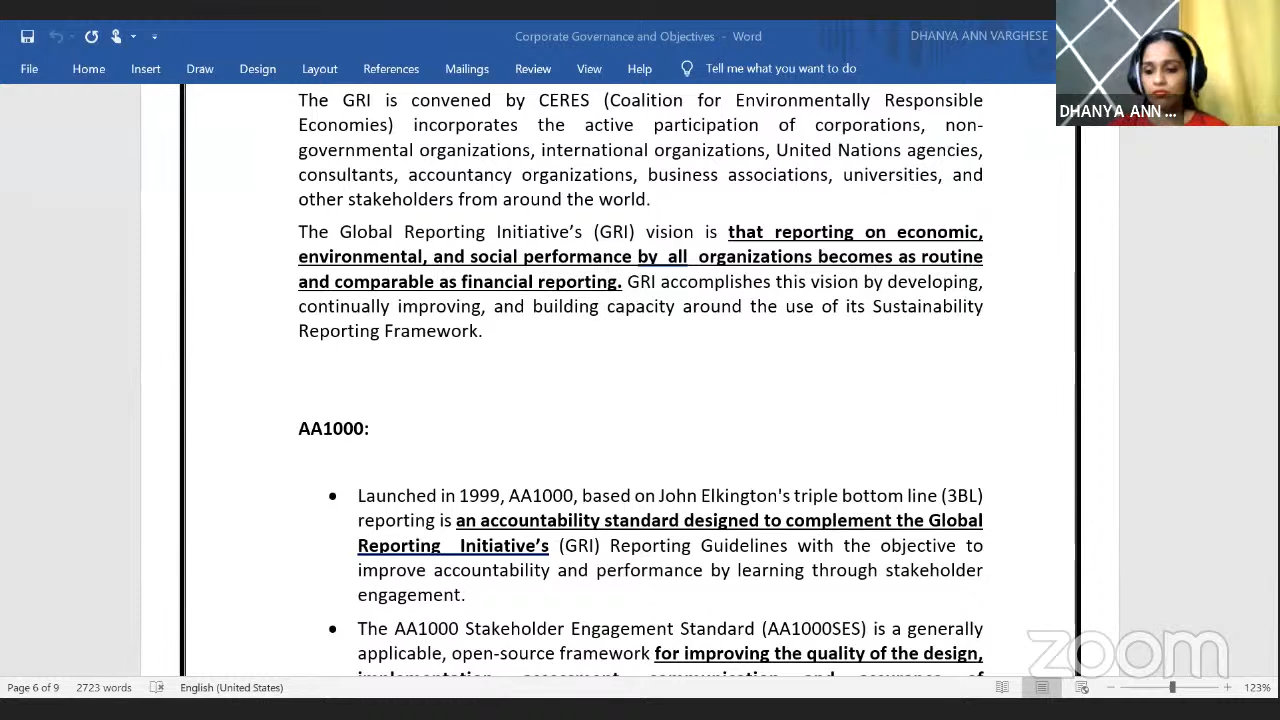 Corporate Governance and Objectives - Word
DHANYA ANN VARGHESE
File Home Insert Draw Design Layout References Mailings Review View Help Tell me what you want to do
DHANYA ANN ...
The GRI is convened by CERES (Coalition for Environmentally Responsible
Economies) incorporates the active participation of corporations, non-
governmental organizations, international organizations, United Nations agencies,
consultants, accountancy organizations, business associations, universities, and
other stakeholders from around the world.
The Global Reporting Initiative's (GRI) vision is that reporting on economic,
environmental, and social performance by all organizations becomes as routine
and comparable as financial reporting. GRI accomplishes this vision by developing,
continually improving, and building capacity around the use of its Sustainability
Reporting Framework.
AA1000:
• Launched in 1999, AA1000, based on John Elkington's triple bottom line (3BL)
reporting is an accountability standard designed to complement the Global
Reporting Initiative's (GRI) Reporting Guidelines with the objective to
improve accountability and performance by learning through stakeholder
engagement.
• The AA1000 Stakeholder Engagement Standard (AA1000SES) is a generally
applicable, open-source framework for improving the quality of the design,
implementation, assessment, communication and assurance of
zoom
Page 6 of 9 2723 words English (United States) 123%